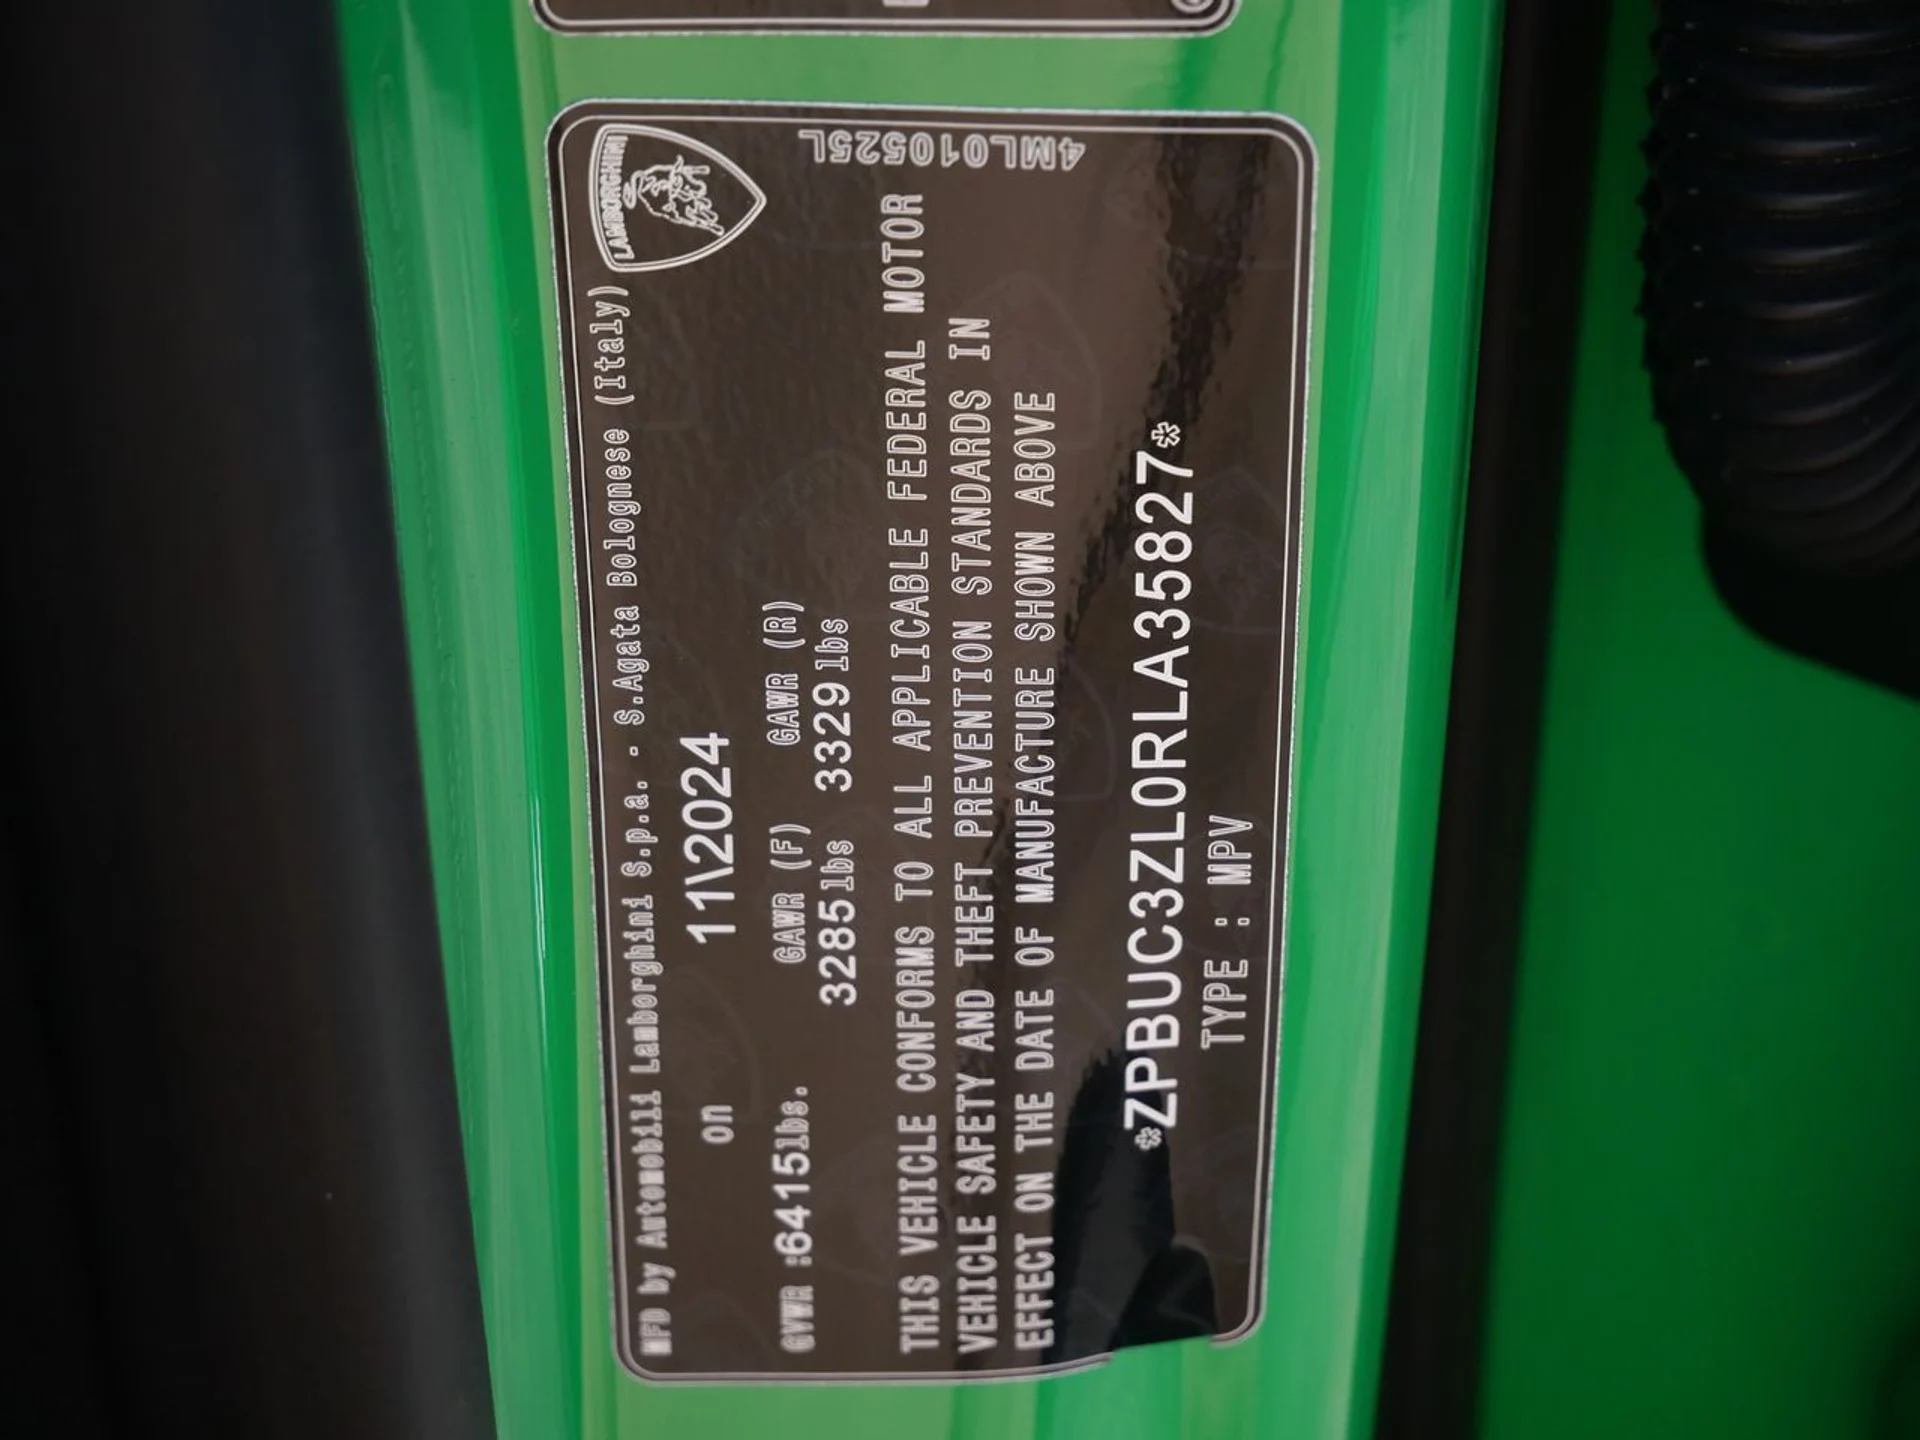 LAMBORGHINI
MFD by Automobili Lamborghini S.p.a. - S.Agata Bolognese (Italy)
on 11\2024
GVWR :6415lbs. GAWR (F) GAWR (R)
3285lbs 3329lbs
THIS VEHICLE CONFORMS TO ALL APPLICABLE FEDERAL MOTOR
VEHICLE SAFETY AND THEFT PREVENTION STANDARDS IN
EFFECT ON THE DATE OF MANUFACTURE SHOWN ABOVE
*ZPBUC3ZL0RLA35827*
TYPE : MPV
4ML010525L